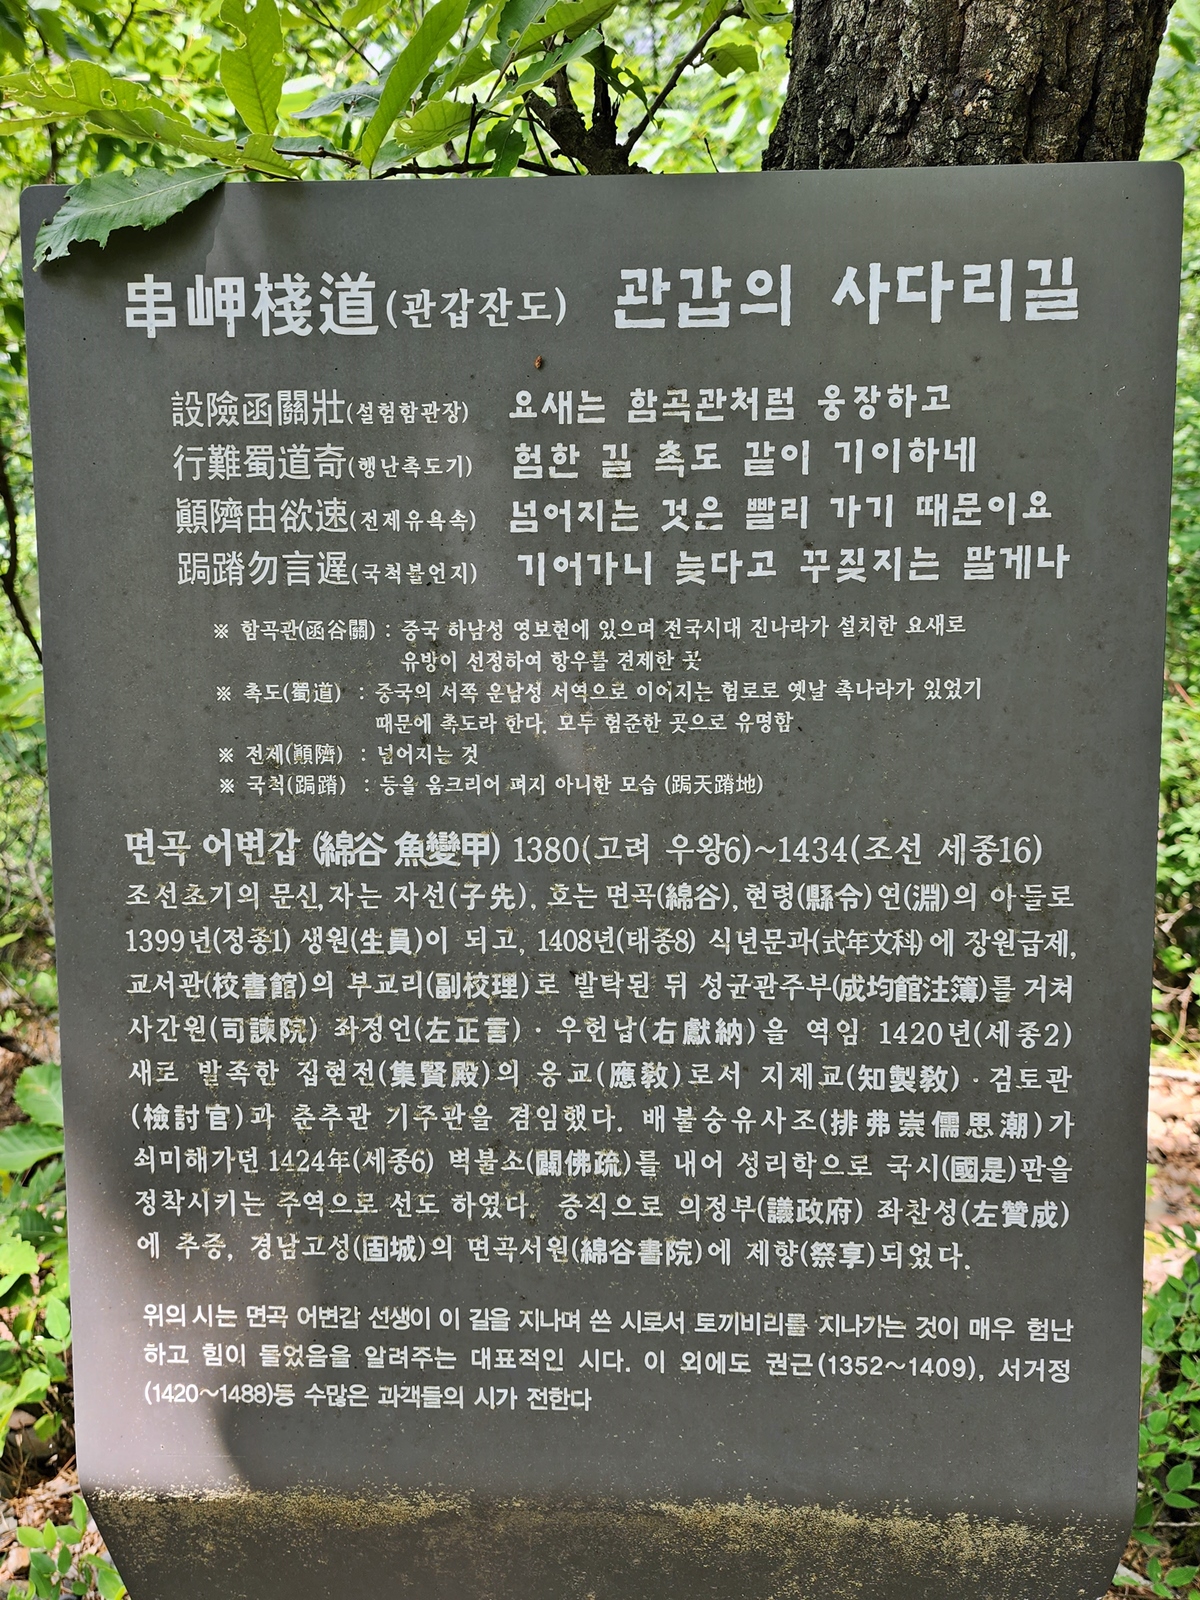 串岬棧道(관갑잔도) 관갑의 사다리길
設險函關壯(설험함관장) 요새는 함곡관처럼 웅장하고
行難蜀道奇(행난촉도기) 험한 길 촉도 같이 기이하네
顚隮由欲速(전제유욕속) 넘어지는 것은 빨리 가기 때문이요
跼蹐勿言遲(국척불언지) 기어가니 늦다고 꾸짖지는 말게나
※ 함곡관(函谷關) : 중국 하남성 영보현에 있으며 전국시대 진나라가 설치한 요새로
유방이 선정하여 항우를 견제한 곳
※ 촉도(蜀道) : 중국의 서쪽 운남성 서역으로 이어지는 험로로 옛날 촉나라가 있었기
때문에 촉도라 한다. 모두 험준한 곳으로 유명함
※ 전제(顚隮) : 넘어지는 것
※ 국척(跼蹐) : 등을 움크리어 펴지 아니한 모습 (跼天蹐地)
면곡 어변갑 (綿谷 魚變甲) 1380(고려 우왕6)~1434(조선 세종16)
조선초기의 문신,자는 자선(子先), 호는 면곡(綿谷), 현령(縣令)연(淵)의 아들로
1399년(정종1) 생원(生員)이 되고, 1408년(태종8) 식년문과(式年文科)에 장원급제,
교서관(校書館)의 부교리(副校理)로 발탁된 뒤 성균관주부(成均館注簿)를 거쳐
사간원(司諫院) 좌정언(左正言)·우헌납(右獻納)을 역임 1420년(세종2)
새로 발족한 집현전(集賢殿)의 응교(應敎)로서 지제교(知製敎)·검토관
(檢討官)과 춘추관 기주관을 겸임했다. 배불숭유사조(排弗崇儒思潮)가
쇠미해가던 1424年(세종6) 벽불소(闢佛疏)를 내어 성리학으로 국시(國是)판을
정착시키는 주역으로 선도 하였다. 증직으로 의정부(議政府) 좌찬성(左贊成)
에 추증, 경남고성(固城)의 면곡서원(綿谷書院)에 제향(祭享)되었다.
위의 시는 면곡 어변갑 선생이 이 길을 지나며 쓴 시로서 토끼비리를 지나가는 것이 매우 험난
하고 힘이 들었음을 알려주는 대표적인 시다. 이 외에도 권근(1352~1409), 서거정
(1420~1488)등 수많은 과객들의 시가 전한다